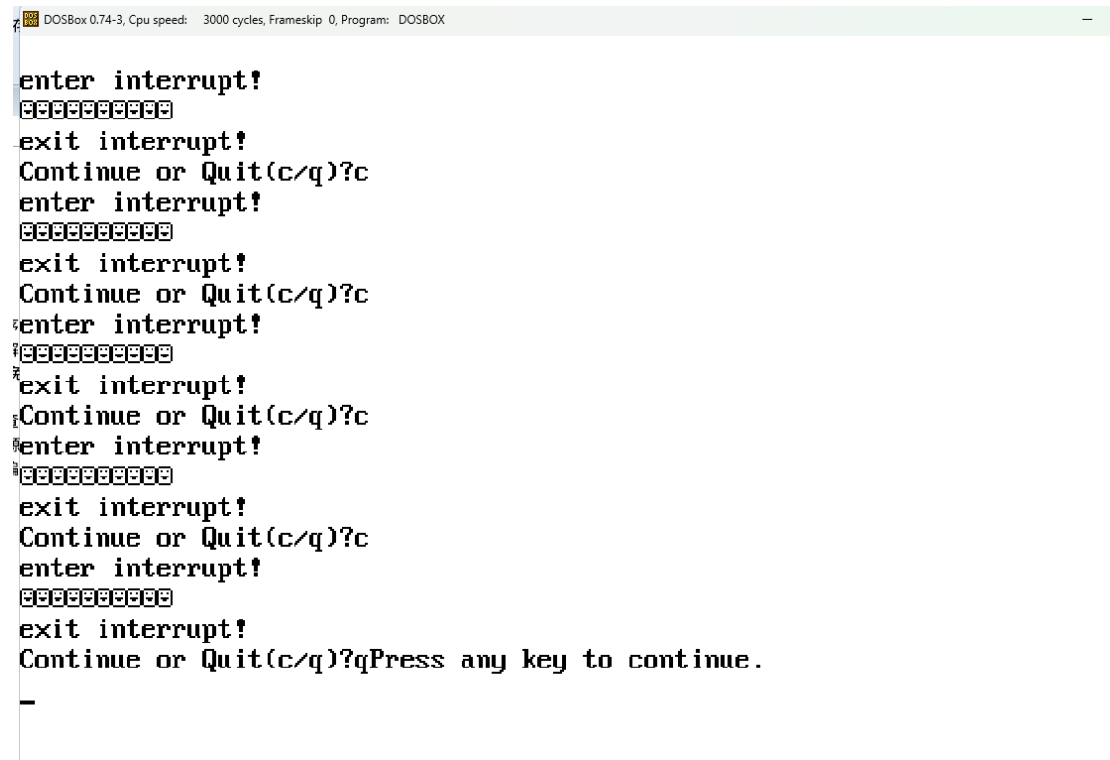 DOSBox 0.74-3, Cpu speed: 3000 cycles, Frameskip 0, Program: DOSBOX
enter interrupt!
☺☺☺☺☺☺☺☺☺☺
exit interrupt!
Continue or Quit(c/q)?c
enter interrupt!
☺☺☺☺☺☺☺☺☺☺
exit interrupt!
Continue or Quit(c/q)?c
enter interrupt!
☺☺☺☺☺☺☺☺☺☺
exit interrupt!
Continue or Quit(c/q)?c
enter interrupt!
☺☺☺☺☺☺☺☺☺☺
exit interrupt!
Continue or Quit(c/q)?c
enter interrupt!
☺☺☺☺☺☺☺☺☺☺
exit interrupt!
Continue or Quit(c/q)?qPress any key to continue.